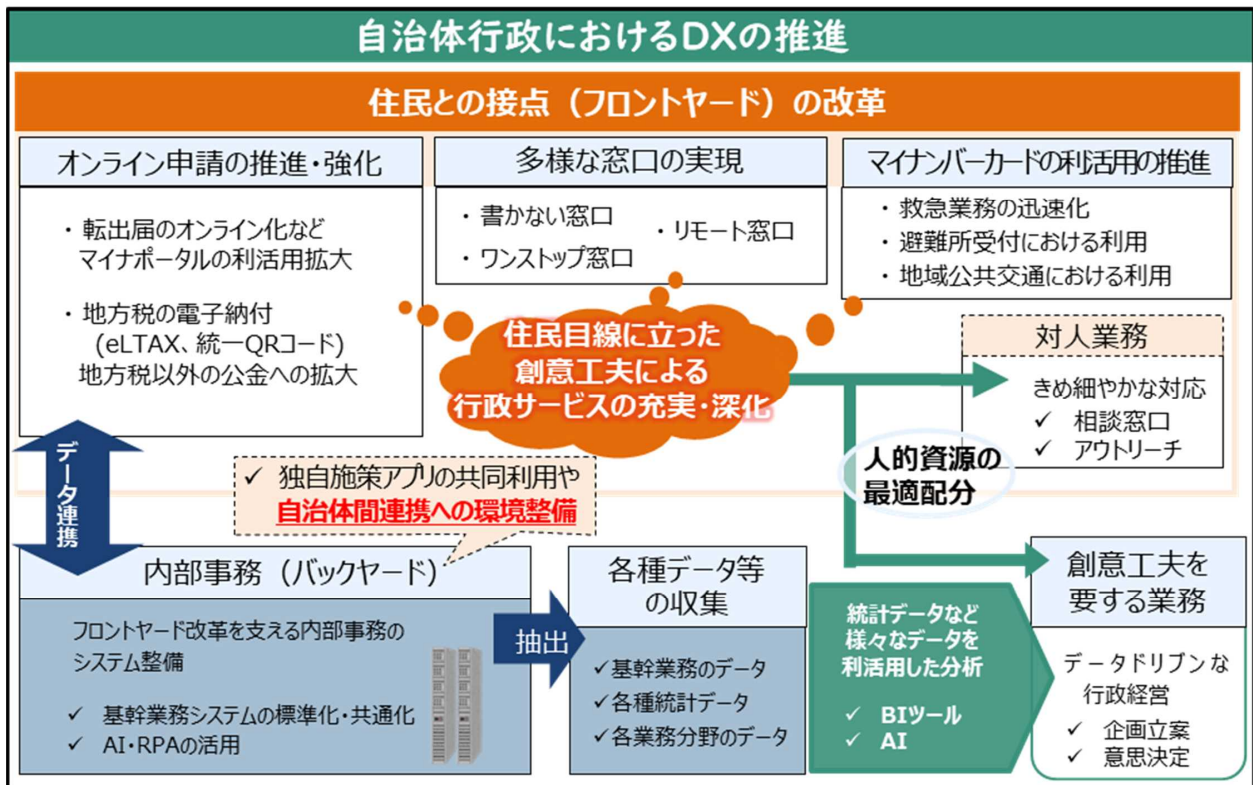 自治体行政におけるDXの推進
住民との接点（フロントヤード）の改革
オンライン申請の推進・強化
・転出届のオンライン化など
マイナポータルの利活用拡大
・地方税の電子納付
(eLTAX、統一QRコード)
地方税以外の公金への拡大
多様な窓口の実現
・書かない窓口
・リモート窓口
・ワンストップ窓口
マイナンバーカードの利活用の推進
・救急業務の迅速化
・避難所受付における利用
・地域公共交通における利用
住民目線に立った
創意工夫による
行政サービスの充実・深化
対人業務
きめ細やかな対応
✓ 相談窓口
✓ アウトリーチ
人的資源の
最適配分
データ連携
✓ 独自施策アプリの共同利用や
自治体間連携への環境整備
内部事務（バックヤード）
フロントヤード改革を支える内部事務の
システム整備
✓ 基幹業務システムの標準化・共通化
✓ AI・RPAの活用
抽出
各種データ等
の収集
✓基幹業務のデータ
✓各種統計データ
✓各業務分野のデータ
統計データなど
様々なデータを
利活用した分析
✓ BIツール
✓ AI
創意工夫を
要する業務
データドリブンな
行政経営
✓ 企画立案
✓ 意思決定